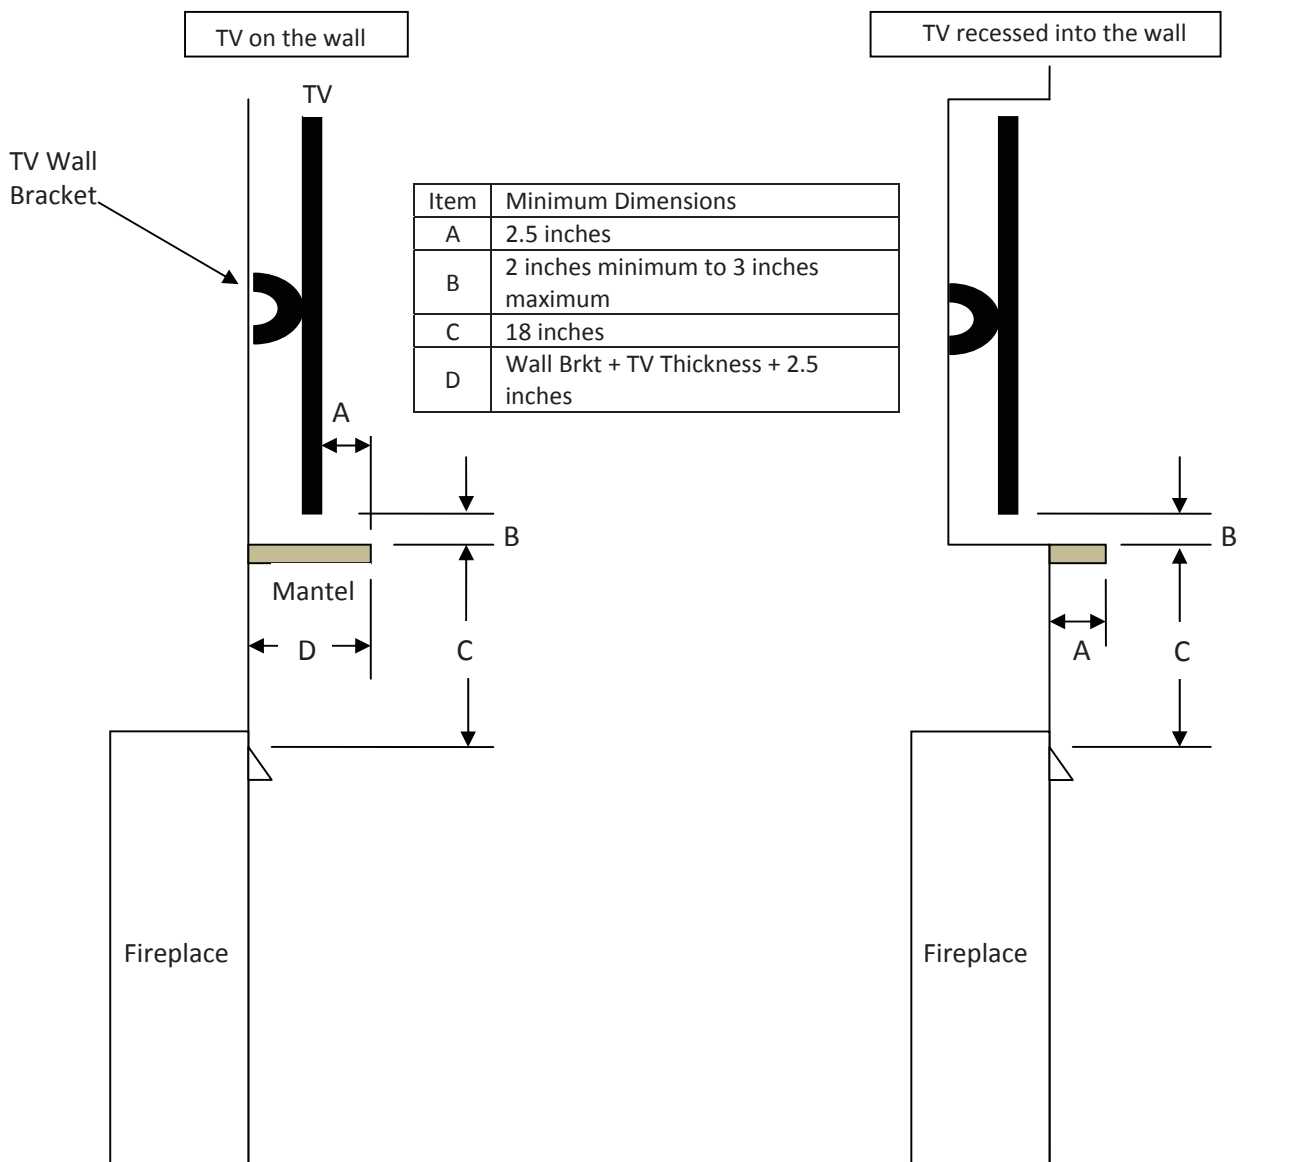 TV on the wall
TV recessed into the wall
TV
TV Wall
Bracket
Item Minimum Dimensions
A 2.5 inches
B 2 inches minimum to 3 inches
maximum
C 18 inches
D Wall Brkt + TV Thickness + 2.5
inches
A
B
B
Mantel
D
C
A
C
Fireplace
Fireplace